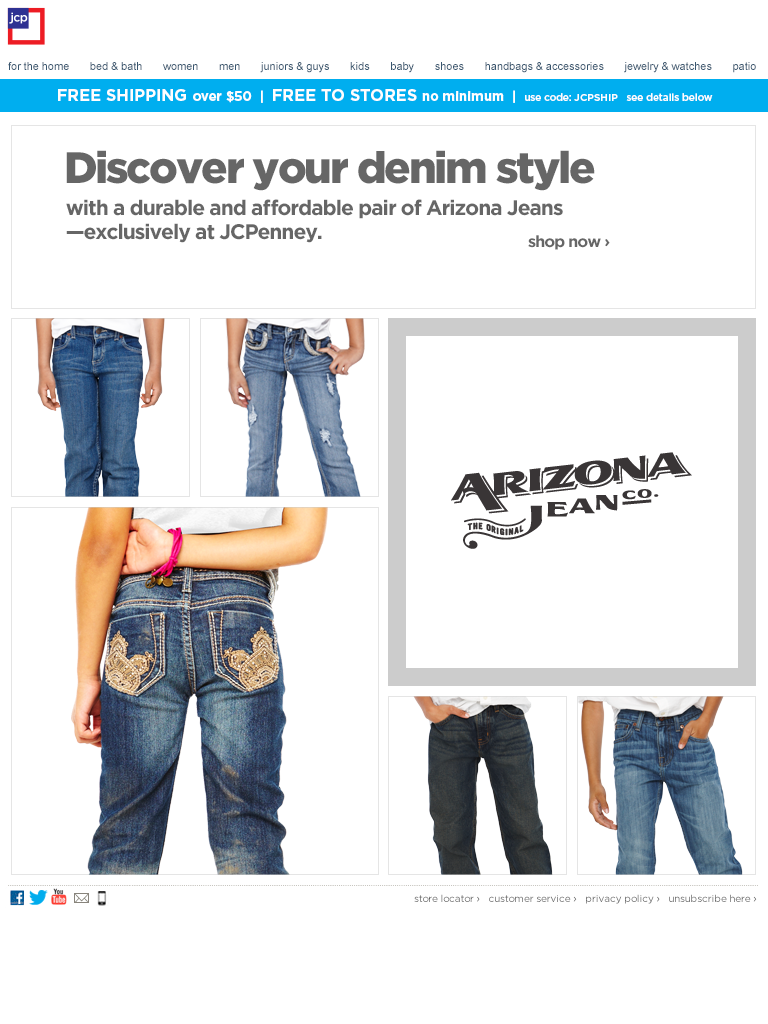 jcp
for the home bed & bath women men juniors & guys kids baby shoes handbags & accessories jewelry & watches patio
FREE SHIPPING over $50 | FREE TO STORES no minimum | use code: JCPSHIP see details below
Discover your denim style
with a durable and affordable pair of Arizona Jeans
—exclusively at JCPenney.
shop now ›
ARIZONA
JEAN CO.
THE ORIGINAL
You
Tube
store locator › customer service › privacy policy › unsubscribe here ›